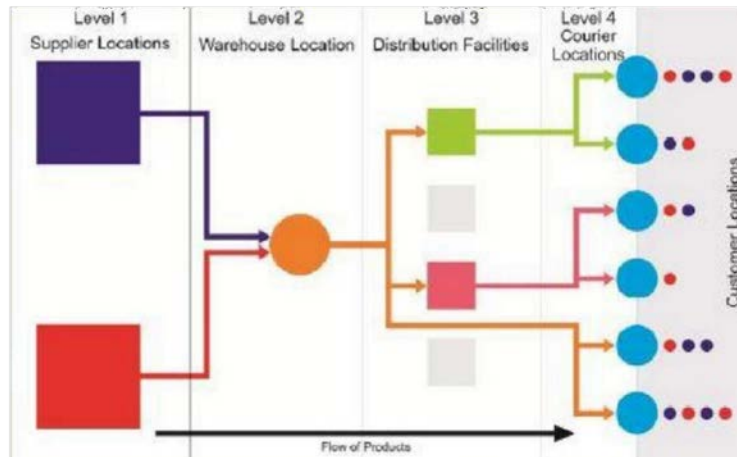 Level 1
Supplier Locations
Level 2
Warehouse Location
Level 3
Distribution Facilities
Level 4
Courier
Locations
Customer Locations
Flow of Products